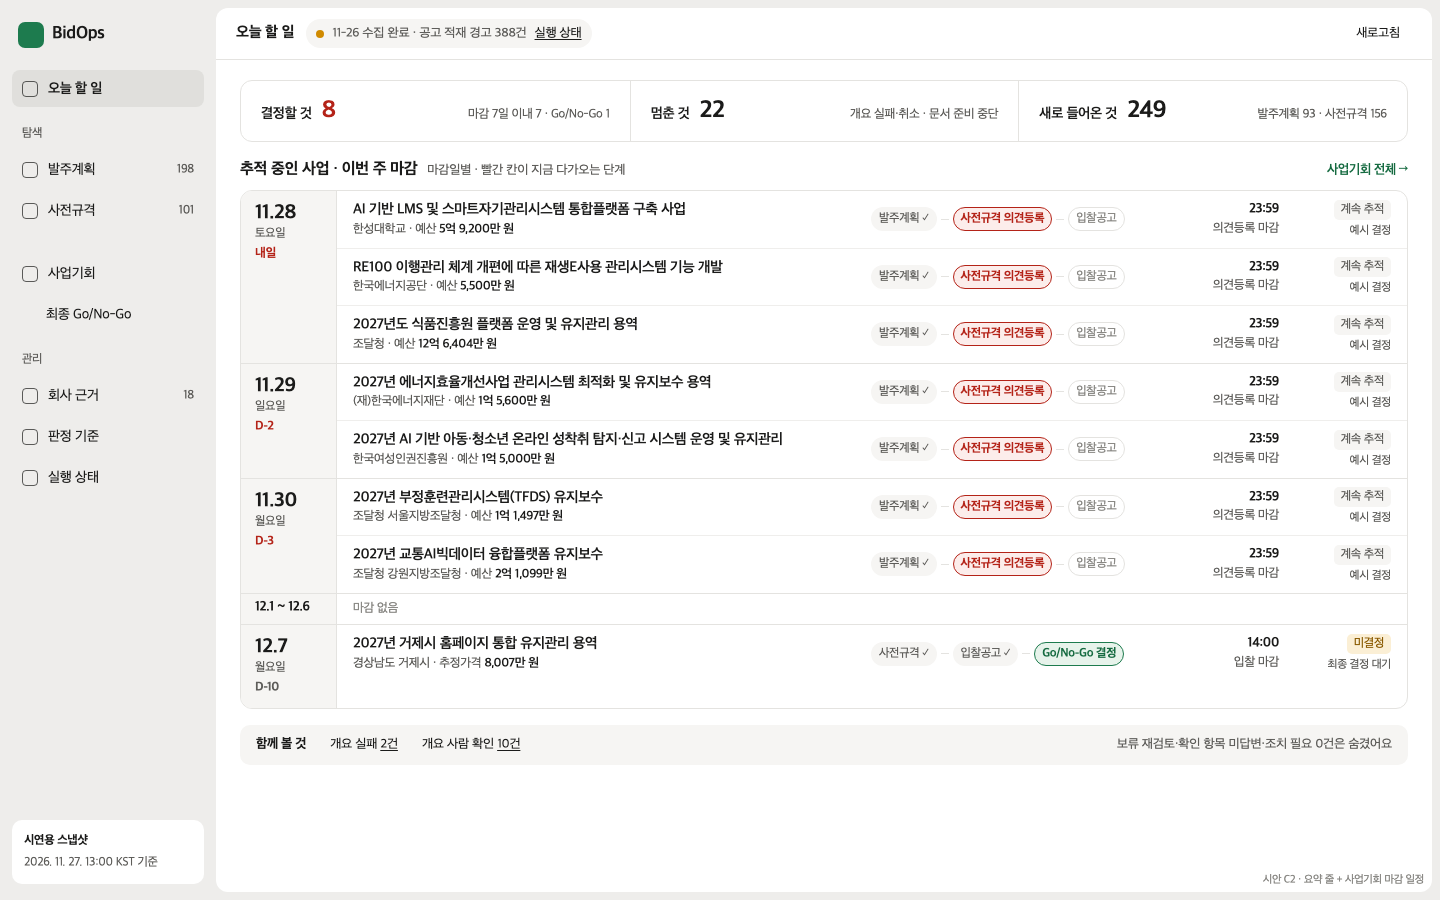 BidOps
오늘 할 일
탐색
발주계획 198
사전규격 101
사업기회
최종 Go/No-Go
관리
회사 근거 18
판정 기준
실행 상태
시연용 스냅샷
2026. 11. 27. 13:00 KST 기준
오늘 할 일 11-26 수집 완료 · 공고 적재 경고 388건 실행 상태 새로고침
결정할 것 8 마감 7일 이내 7 · Go/No-Go 1
멈춘 것 22 개요 실패·취소 · 문서 준비 중단
새로 들어온 것 249 발주계획 93 · 사전규격 156
추적 중인 사업 · 이번 주 마감 마감일별 · 빨간 칸이 지금 다가오는 단계 사업기회 전체 →
11.28
토요일
내일
AI 기반 LMS 및 스마트자기관리시스템 통합플랫폼 구축 사업
한성대학교 · 예산 5억 9,200만 원
발주계획 ✓ 사전규격 의견등록 입찰공고
23:59
의견등록 마감
계속 추적
예시 결정
RE100 이행관리 체계 개편에 따른 재생E사용 관리시스템 기능 개발
한국에너지공단 · 예산 5,500만 원
발주계획 ✓ 사전규격 의견등록 입찰공고
23:59
의견등록 마감
계속 추적
예시 결정
2027년도 식품진흥원 플랫폼 운영 및 유지관리 용역
조달청 · 예산 12억 6,404만 원
발주계획 ✓ 사전규격 의견등록 입찰공고
23:59
의견등록 마감
계속 추적
예시 결정
11.29
일요일
D-2
2027년 에너지효율개선사업 관리시스템 최적화 및 유지보수 용역
(재)한국에너지재단 · 예산 1억 5,600만 원
발주계획 ✓ 사전규격 의견등록 입찰공고
23:59
의견등록 마감
계속 추적
예시 결정
2027년 AI 기반 아동·청소년 온라인 성착취 탐지·신고 시스템 운영 및 유지관리
한국여성인권진흥원 · 예산 1억 5,000만 원
발주계획 ✓ 사전규격 의견등록 입찰공고
23:59
의견등록 마감
계속 추적
예시 결정
11.30
월요일
D-3
2027년 부정훈련관리시스템(TFDS) 유지보수
조달청 서울지방조달청 · 예산 1억 1,497만 원
발주계획 ✓ 사전규격 의견등록 입찰공고
23:59
의견등록 마감
계속 추적
예시 결정
2027년 교통AI빅데이터 융합플랫폼 유지보수
조달청 강원지방조달청 · 예산 2억 1,099만 원
발주계획 ✓ 사전규격 의견등록 입찰공고
23:59
의견등록 마감
계속 추적
예시 결정
12.1 ~ 12.6 마감 없음
12.7
월요일
D-10
2027년 거제시 홈페이지 통합 유지관리 용역
경상남도 거제시 · 추정가격 8,007만 원
사전규격 ✓ 입찰공고 ✓ Go/No-Go 결정
14:00
입찰 마감
미결정
최종 결정 대기
함께 볼 것 개요 실패 2건 개요 사람 확인 10건 보류 재검토·확인 항목 미답변·조치 필요 0건은 숨겼어요
시안 C2 · 요약 줄 + 사업기회 마감 일정